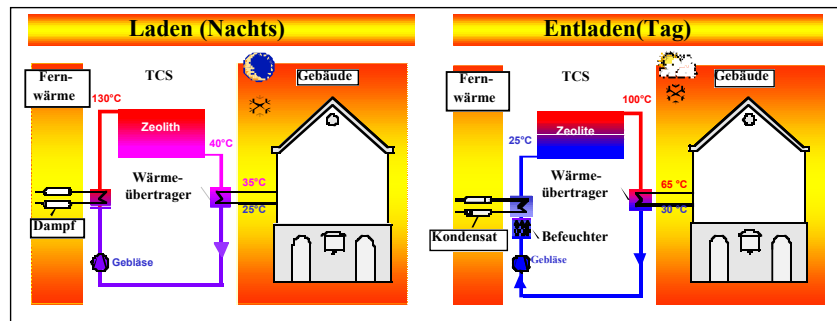 Laden (Nachts)
Fern-
wärme
TCS
Gebäude
130°C
Zeolith
40°C
Wärme-
übertrager
35°C
25°C
Dampf
Gebläse
Entladen(Tag)
Fern-
wärme
TCS
Gebäude
100°C
25°C
Zeolite
Wärme-
übertrager
65 °C
30°C
Kondensat
Befeuchter
Gebläse